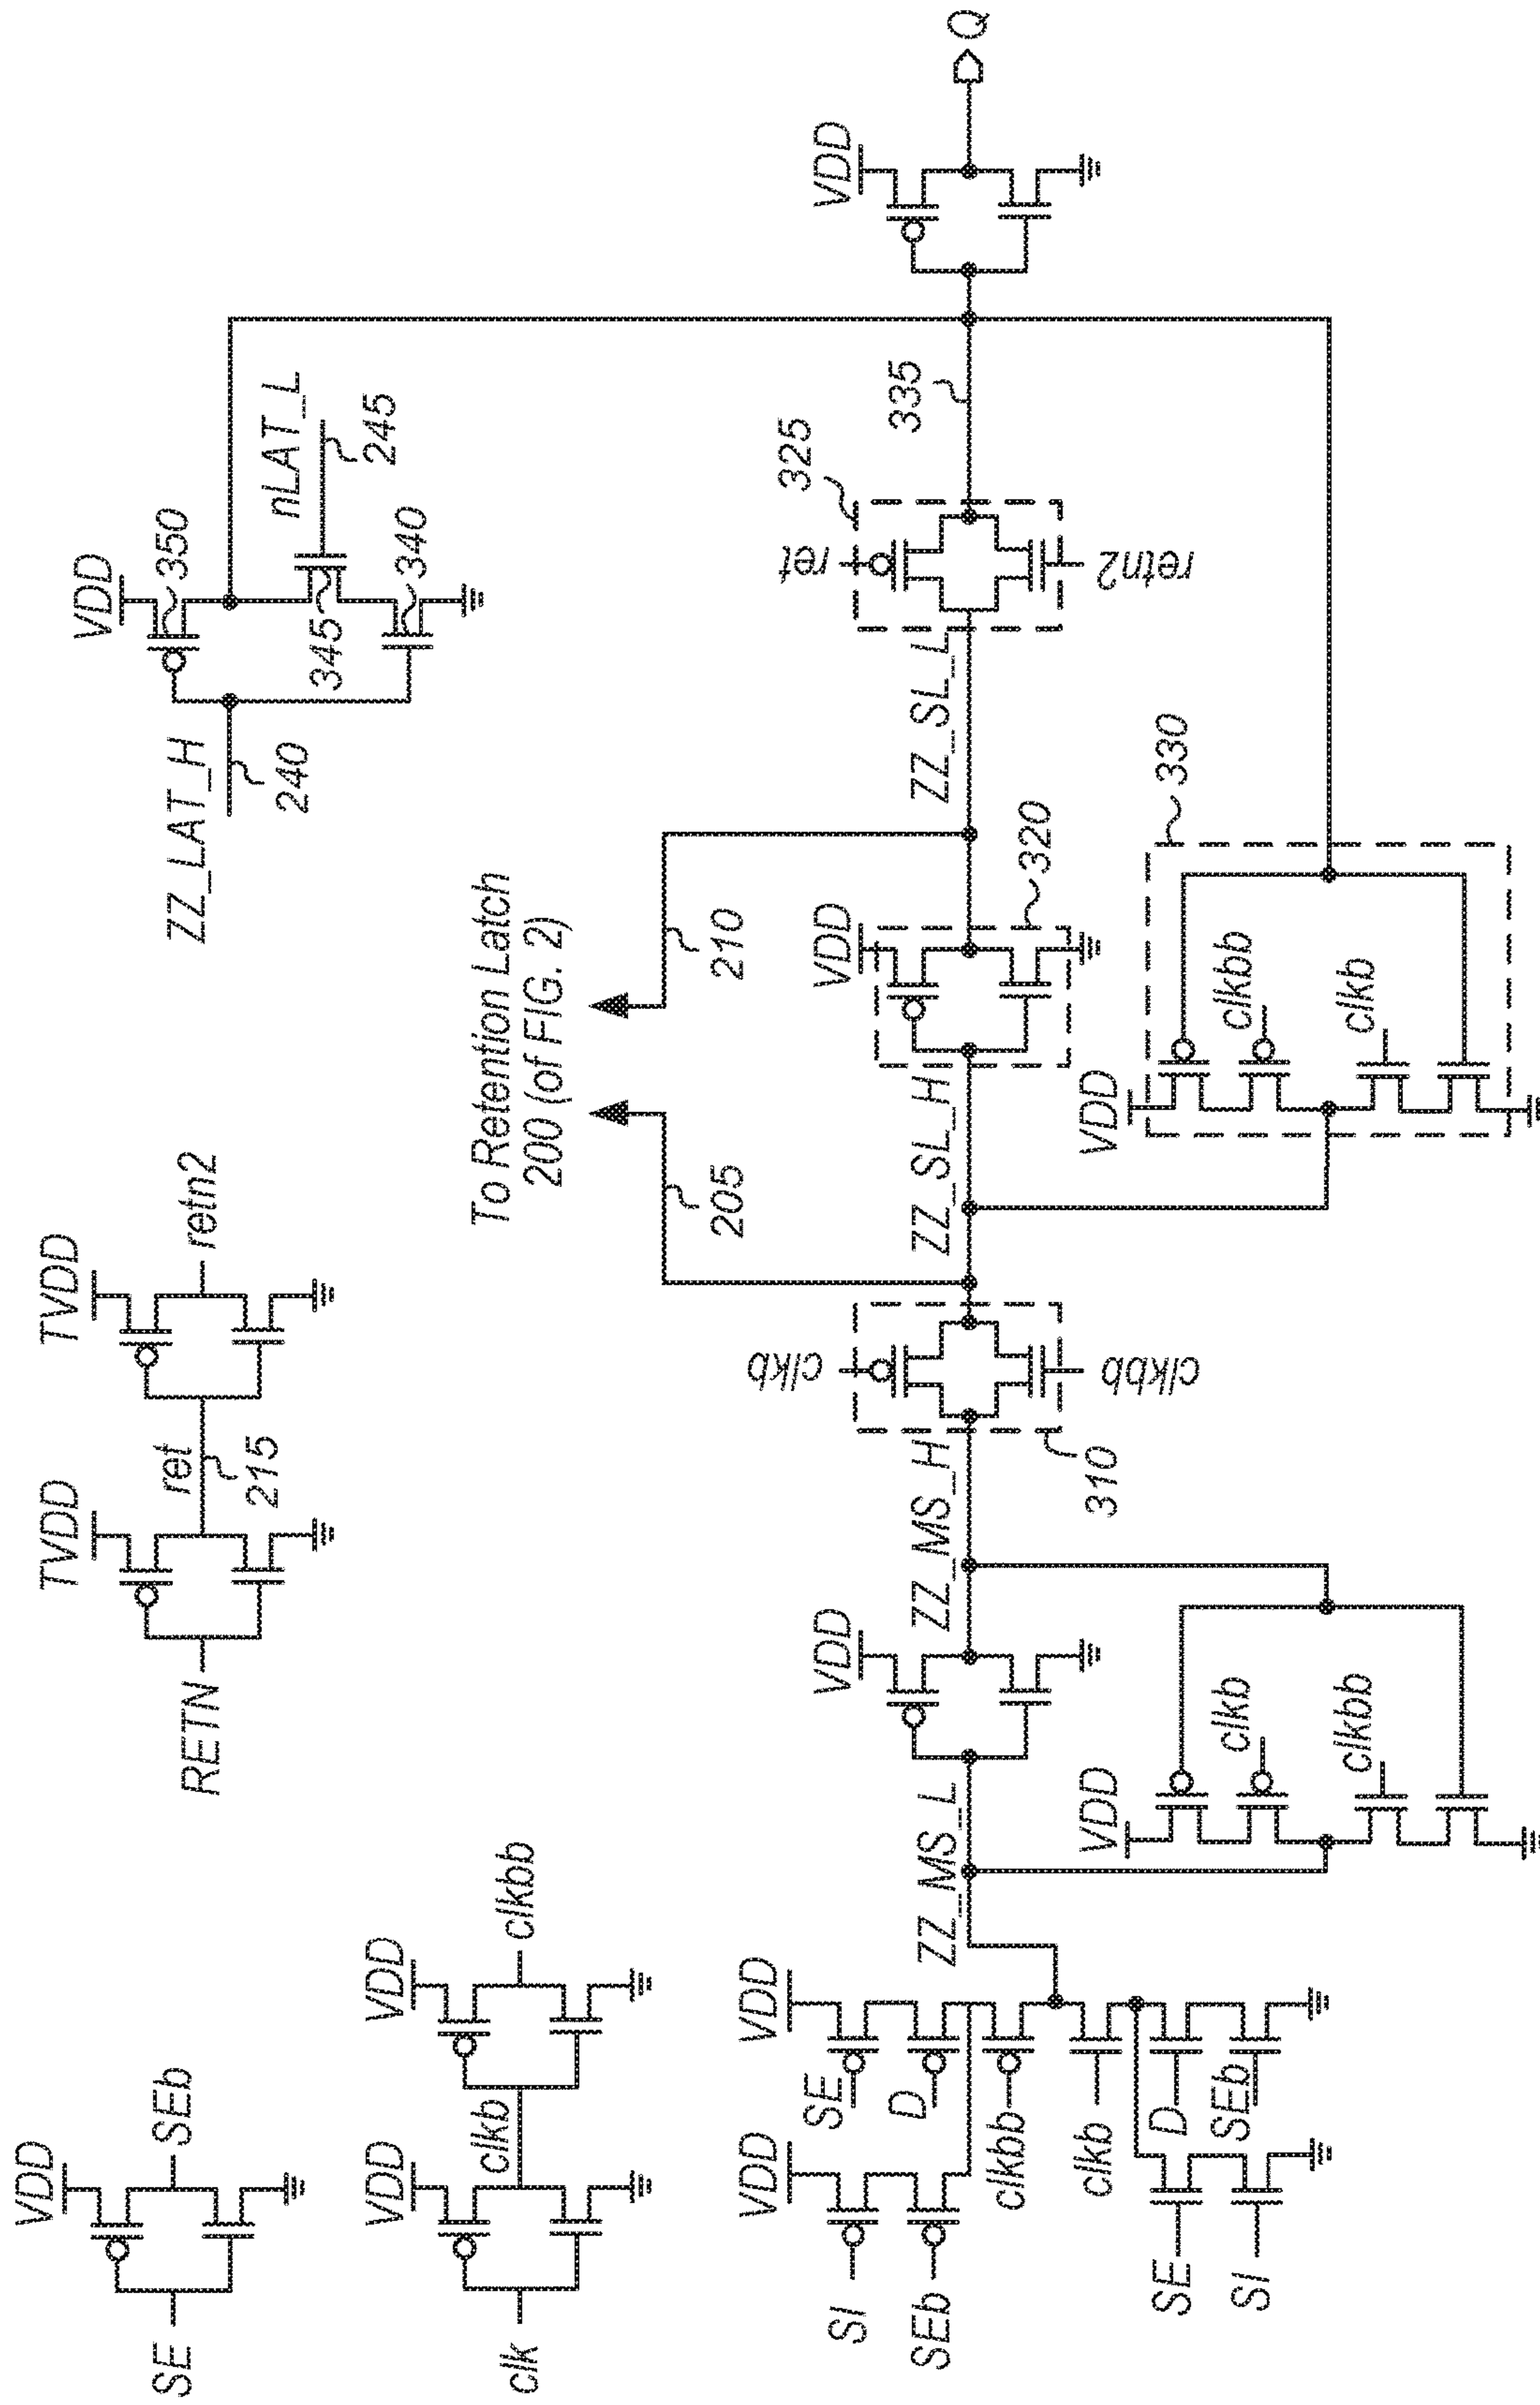 SE
VDD
SEb
clk
VDD
clkb
VDD
clkbb
RETN
TVDD
ret
215
TVDD
retn2
VDD
SI
SEb
VDD
SE
D
clkbb
clkb
D
SEb
SE
SI
ZZ_MS_L
VDD
ZZ_MS_H
VDD
clkb
clkbb
clkb
clkbb
310
To Retention Latch
200 (of FIG. 2)
205
210
ZZ_SL_H
VDD
320
ZZ_SL_L
VDD
clkbb
clkb
330
ret
retn2
325
335
ZZ_LAT_H
240
VDD
350
345
340
nLAT_L
245
VDD
Q